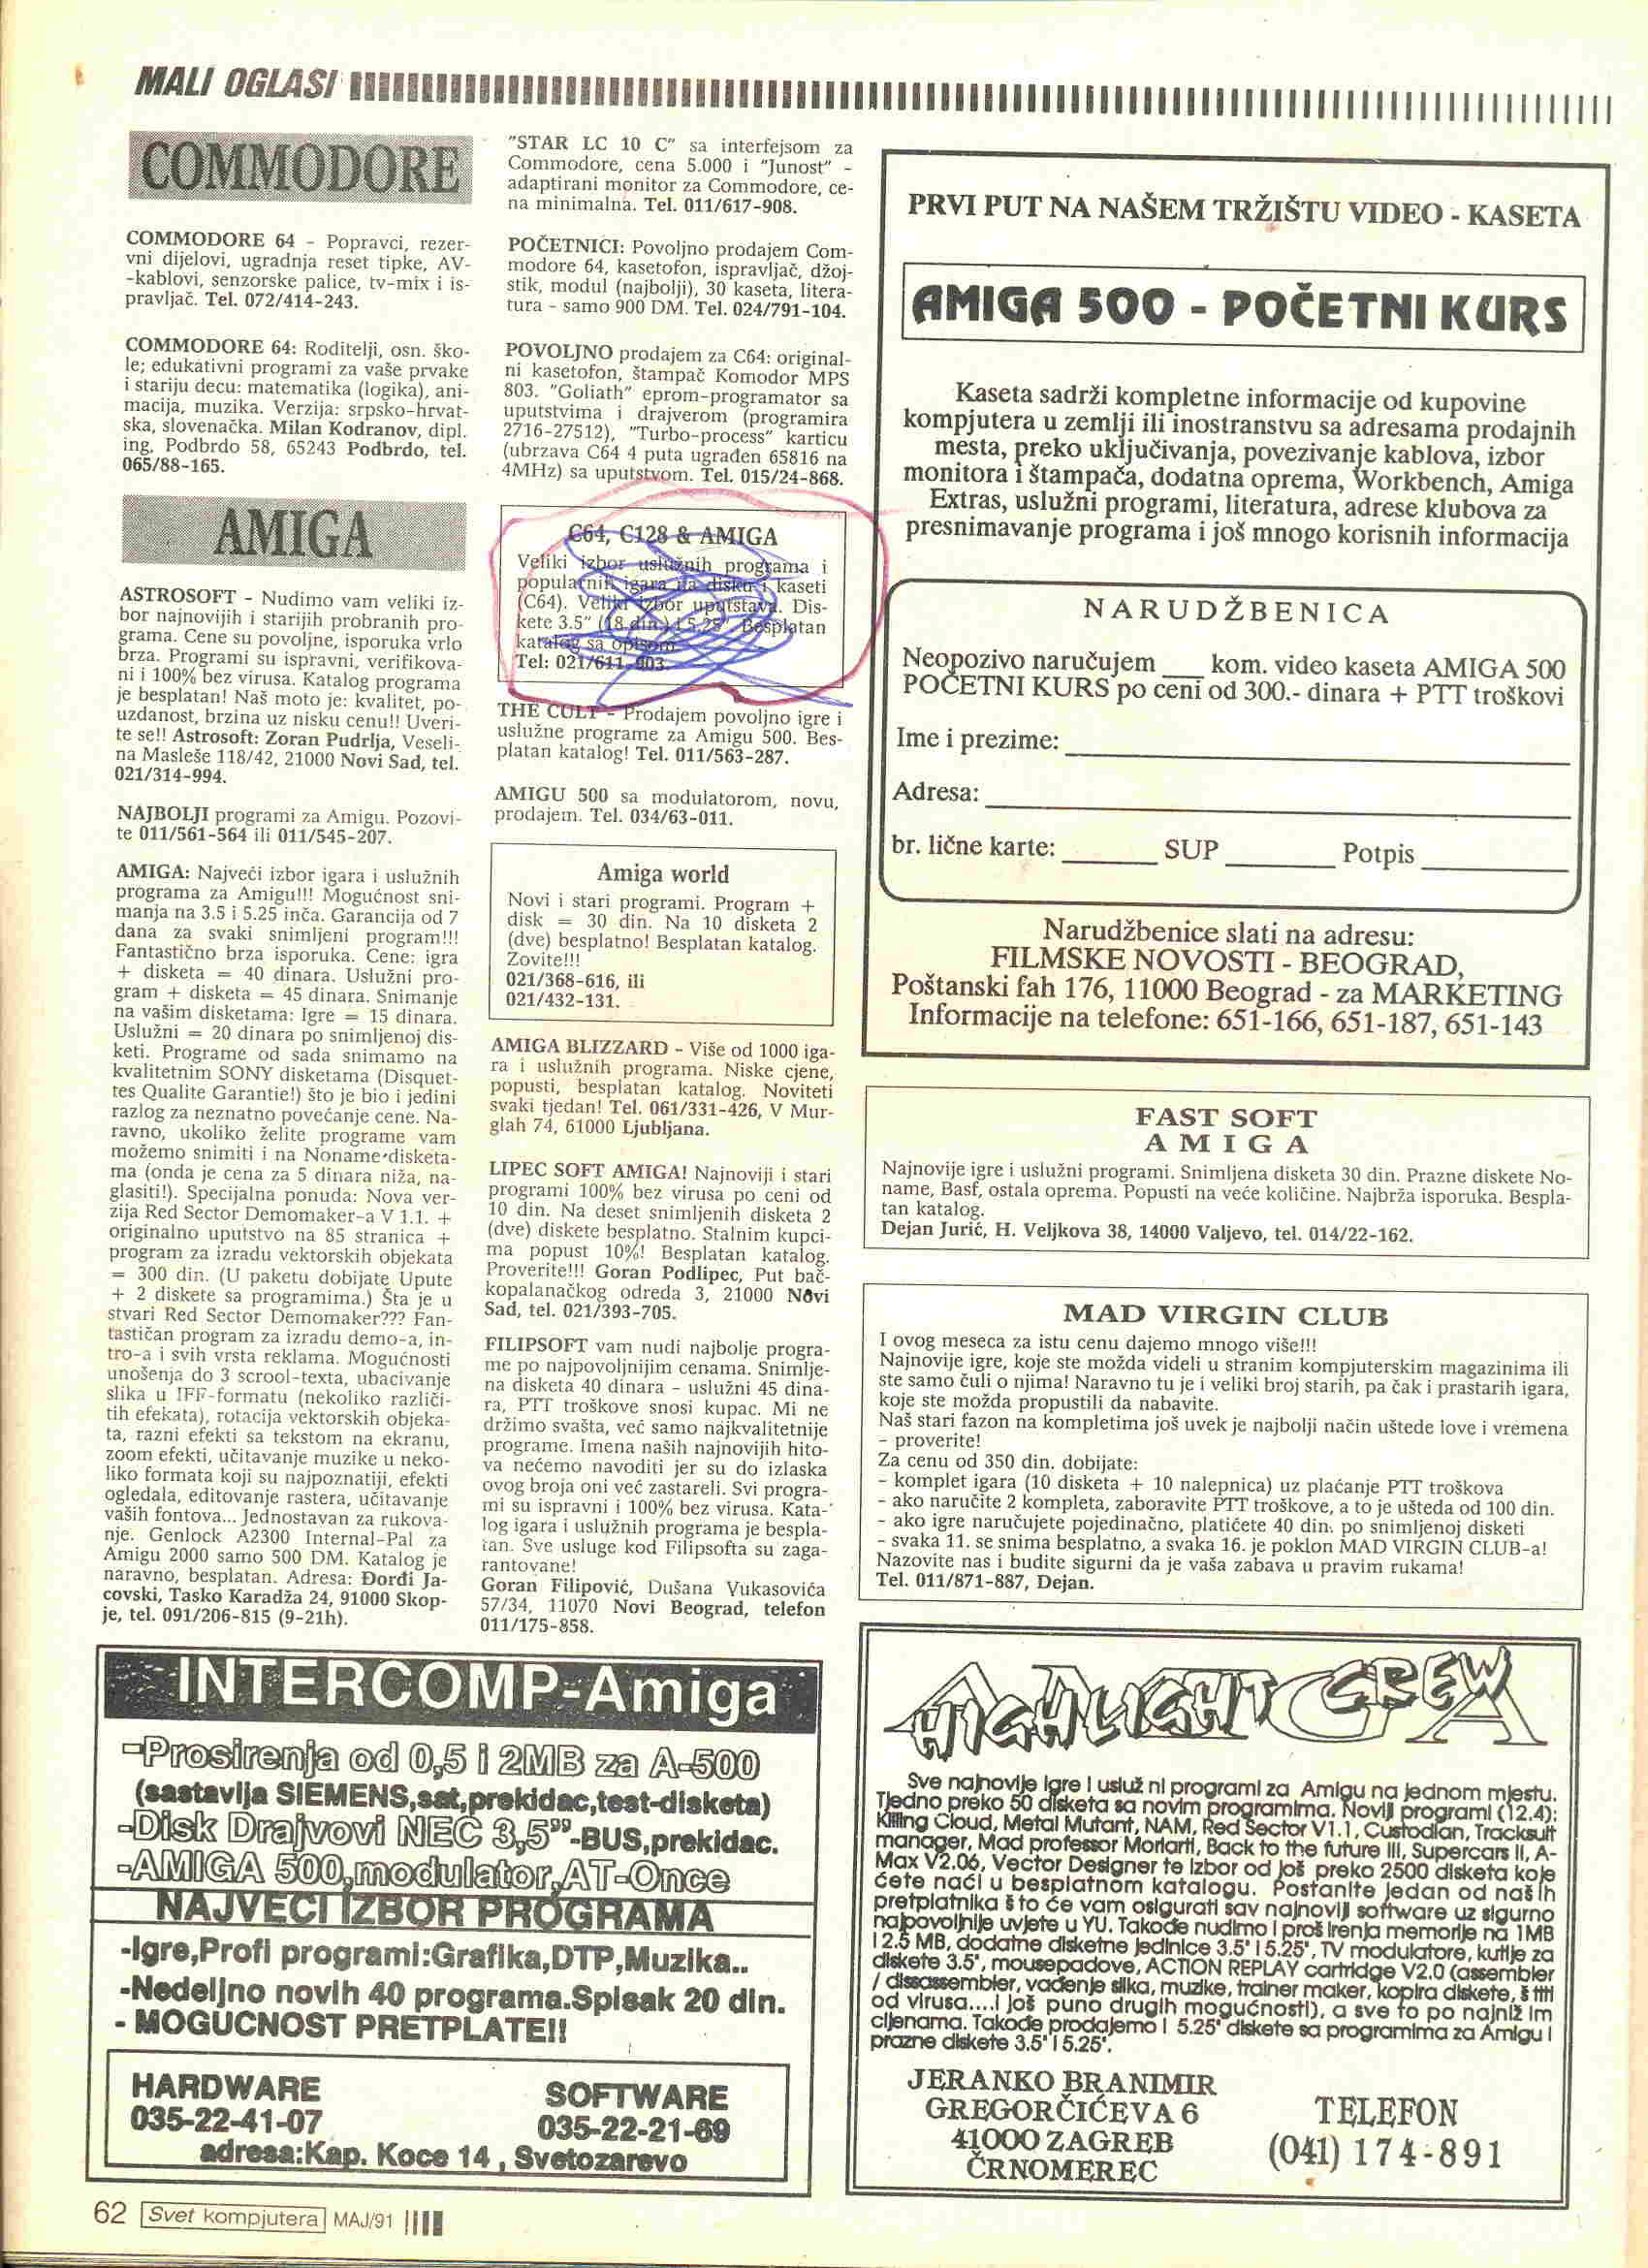 MALI OGLASI
COMMODORE
COMMODORE 64 - Popravci, rezer-
vni dijelovi, ugradnja reset tipke, AV-
-kablovi, senzorske palice, tv-mix i is-
pravljač. Tel. 072/414-243.
COMMODORE 64: Roditelji, osn. ško-
le; edukativni programi za vaše prvake
i stariju decu: matematika (logika), ani-
macija, muzika. Verzija: srpsko-hrvat-
ska, slovenačka. Milan Kodranov, dipl.
ing. Podbrdo 58, 65243 Podbrdo, tel.
065/88-165.
AMIGA
ASTROSOFT - Nudimo vam veliki iz-
bor najnovijih i starijih probranih pro-
grama. Cene su povoljne, isporuka vrlo
brza. Programi su ispravni, verifikova-
ni i 100% bez virusa. Katalog programa
je besplatan! Naš moto je: kvalitet, po-
uzdanost, brzina uz nisku cenu!! Uveri-
te se!! Astrosoft: Zoran Pudrlja, Veseli-
na Masleše 118/42, 21000 Novi Sad, tel.
021/314-994.
NAJBOLJI programi za Amigu. Pozovi-
te 011/561-564 ili 011/545-207.
AMIGA: Najveći izbor igara i uslužnih
programa za Amigu!!! Mogućnost sni-
manja na 3.5 i 5.25 inča. Garancija od 7
dana za svaki snimljeni program!!!
Fantastično brza isporuka. Cene: igra
+ disketa = 40 dinara. Uslužni pro-
gram + disketa = 45 dinara. Snimanje
na vašim disketama: Igre = 15 dinara.
Uslužni = 20 dinara po snimljenoj dis-
keti. Programe od sada snimamo na
kvalitetnim SONY disketama (Disquet-
tes Qualite Garantie!) što je bio i jedini
razlog za neznatno povećanje cene. Na-
ravno, ukoliko želite programe vam
možemo snimiti i na Noname-disketa-
ma (onda je cena za 5 dinara niža, na-
glasiti!). Specijalna ponuda: Nova ver-
zija Red Sector Demomaker-a V 1.1. +
originalno uputstvo na 85 stranica +
program za izradu vektorskih objekata
= 300 din. (U paketu dobijate Upute
+ 2 diskete sa programima.) Šta je u
stvari Red Sector Demomaker??? Fan-
tastičan program za izradu demo-a, in-
tro-a i svih vrsta reklama. Mogućnosti
unošenja do 3 scrool-texta, ubacivanje
slika u IFF-formatu (nekoliko različi-
tih efekata), rotacija vektorskih objeka-
ta, razni efekti sa tekstom na ekranu,
zoom efekti, učitavanje muzike u neko-
liko formata koji su najpoznatiji, efekti
ogledala, editovanje rastera, učitavanje
vaših fontova... Jednostavan za rukova-
nje. Genlock A2300 Internal-Pal za
Amigu 2000 samo 500 DM. Katalog je
naravno, besplatan. Adresa: Đorđi Ja-
covski, Tasko Karadža 24, 91000 Skop-
je, tel. 091/206-815 (9-21h).
"STAR LC 10 C" sa interfejsom za
Commodore, cena 5.000 i "Junost" -
adaptirani monitor za Commodore, ce-
na minimalna. Tel. 011/617-908.
POČETNICI: Povoljno prodajem Com-
modore 64, kasetofon, ispravljač, džoj-
stik, modul (najbolji), 30 kaseta, litera-
tura - samo 900 DM. Tel. 024/791-104.
POVOLJNO prodajem za C64: original-
ni kasetofon, štampač Komodor MPS
803. "Goliath" eprom-programator sa
uputstvima i drajverom (programira
2716-27512), "Turbo-process" karticu
(ubrzava C64 4 puta ugrađen 65816 na
4MHz) sa uputstvom. Tel. 015/24-868.
C64, C128 & AMIGA
Veliki izbor uslužnih programa i
popularnih igara na disku i kaseti
(C64). Veliki izbor uputstava. Dis-
kete 3.5" (18 din.) i 5.25" Besplatan
katalog sa opisom
Tel: 021/611-003.
THE CULT - Prodajem povoljno igre i
uslužne programe za Amigu 500. Bes-
platan katalog! Tel. 011/563-287.
AMIGU 500 sa modulatorom, novu,
prodajem. Tel. 034/63-011.
Amiga world
Novi i stari programi. Program +
disk = 30 din. Na 10 disketa 2
(dve) besplatno! Besplatan katalog.
Zovite!!!
021/368-616, ili
021/432-131.
AMIGA BLIZZARD - Više od 1000 iga-
ra i uslužnih programa. Niske cjene,
popusti, besplatan katalog. Noviteti
svaki tjedan! Tel. 061/331-426, V Mur-
glah 74, 61000 Ljubljana.
LIPEC SOFT AMIGA! Najnoviji i stari
programi 100% bez virusa po ceni od
10 din. Na deset snimljenih disketa 2
(dve) diskete besplatno. Stalnim kupci-
ma popust 10%! Besplatan katalog.
Proverite!!! Goran Podlipec, Put bač-
kopalanačkog odreda 3, 21000 Novi
Sad, tel. 021/393-705.
FILIPSOFT vam nudi najbolje progra-
me po najpovoljnijim cenama. Snimlje-
na disketa 40 dinara - uslužni 45 dina-
ra, PTT troškove snosi kupac. Mi ne
držimo svašta, već samo najkvalitetnije
programe. Imena naših najnovijih hito-
va nećemo navoditi jer su do izlaska
ovog broja oni već zastareli. Svi progra-
mi su ispravni i 100% bez virusa. Kata-
log igara i uslužnih programa je bespla-
tan. Sve usluge kod Filipsofta su zaga-
rantovane!
Goran Filipović, Dušana Vukasovića
57/34, 11070 Novi Beograd, telefon
011/175-858.
PRVI PUT NA NAŠEM TRŽIŠTU VIDEO - KASETA
AMIGA 500 - POČETNI KURS
Kaseta sadrži kompletne informacije od kupovine
kompjutera u zemlji ili inostranstvu sa adresama prodajnih
mesta, preko uključivanja, povezivanje kablova, izbor
monitora i štampača, dodatna oprema, Workbench, Amiga
Extras, uslužni programi, literatura, adrese klubova za
presnimavanje programa i još mnogo korisnih informacija
NARUDŽBENICA
Neopozivo naručujem ___ kom. video kaseta AMIGA 500
POČETNI KURS po ceni od 300.- dinara + PTT troškovi
Ime i prezime:
Adresa:
br. lične karte: ______ SUP ______ Potpis ______
Narudžbenice slati na adresu:
FILMSKE NOVOSTI - BEOGRAD,
Poštanski fah 176, 11000 Beograd - za MARKETING
Informacije na telefone: 651-166, 651-187, 651-143
FAST SOFT
AMIGA
Najnovije igre i uslužni programi. Snimljena disketa 30 din. Prazne diskete No-
name, Basf, ostala oprema. Popusti na veće količine. Najbrža isporuka. Bespla-
tan katalog.
Dejan Jurić, H. Veljkova 38, 14000 Valjevo, tel. 014/22-162.
MAD VIRGIN CLUB
I ovog meseca za istu cenu dajemo mnogo više!!!
Najnovije igre, koje ste možda videli u stranim kompjuterskim magazinima ili
ste samo čuli o njima! Naravno tu je i veliki broj starih, pa čak i prastarih igara,
koje ste možda propustili da nabavite.
Naš stari fazon na kompletima još uvek je najbolji način uštede love i vremena
- proverite!
Za cenu od 350 din. dobijate:
- komplet igara (10 disketa + 10 nalepnica) uz plaćanje PTT troškova
- ako naručite 2 kompleta, zaboravite PTT troškove, a to je ušteda od 100 din.
- ako igre naručujete pojedinačno, platićete 40 din. po snimljenoj disketi
- svaka 11. se snima besplatno, a svaka 16. je poklon MAD VIRGIN CLUB-a!
Nazovite nas i budite sigurni da je vaša zabava u pravim rukama!
Tel. 011/871-887, Dejan.
INTERCOMP-Amiga
-Prosirenja od 0,5 i 2MB za A-500
(sastavlja SIEMENS,sat,prekidac,test-disketa)
-Disk Drajvovi NEC 3,5"-BUS,prekidac.
-AMIGA 500,modulator,AT-Once
NAJVECI IZBOR PROGRAMA
-Igre,Profi programi:Grafika,DTP,Muzika..
-Nedeljno novih 40 programa.Spisak 20 din.
- MOGUCNOST PRETPLATE!!
HARDWARE
035-22-41-07
SOFTWARE
035-22-21-69
adresa:Kap. Koce 14 , Svetozarevo
HIGHLIGHT CREW
Sve najnovije igre i uslužni programi za Amigu na jednom mjestu.
Tjedno preko 50 disketa sa novim programima. Noviji programi (12.4):
Killing Cloud, Metal Mutant, NAM, Red Sector V1.1, Custodian, Tracksuit
manager, Mad professor Moriarti, Back to the future III, Supercars II, A-
Max V2.06, Vector Designer te izbor od još preko 2500 disketa koje
ćete naći u besplatnom katalogu. Postanite jedan od naših
pretplatnika što će vam osigurati sav najnoviji software uz sigurno
najpovoljnije uvjete u YU. Takođe nudimo i proširenja memorije na 1MB
i 2.5 MB, dodatne disketne jedinice 3.5' i 5.25', TV modulatore, kutije za
diskete 3.5', mousepadove, ACTION REPLAY cartridge V2.0 (assembler
/ dissassembler, vađenje slika, muzike, trainer maker, kopira diskete, štiti
od virusa....i još puno drugih mogućnosti), a sve to po najnižim
cijenama. Takođe prodajemo i 5.25' diskete sa programima za Amigu i
prazne diskete 3.5' i 5.25'.
JERANKO BRANIMIR
GREGORČIĆEVA 6
41000 ZAGREB
ČRNOMEREC
TELEFON
(041) 174-891
62 Svet kompjutera MAJ/91